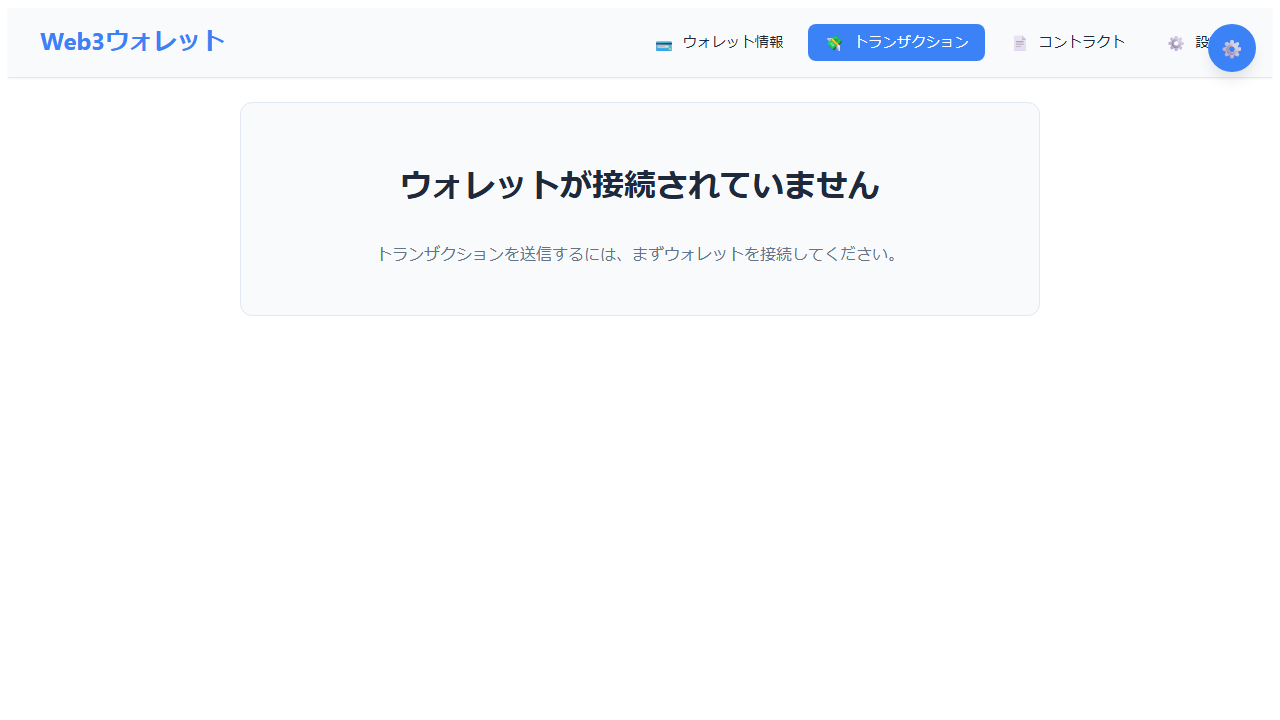 Web3ウォレット
ウォレット情報
トランザクション
コントラクト
設
ウォレットが接続されていません
トランザクションを送信するには、まずウォレットを接続してください。